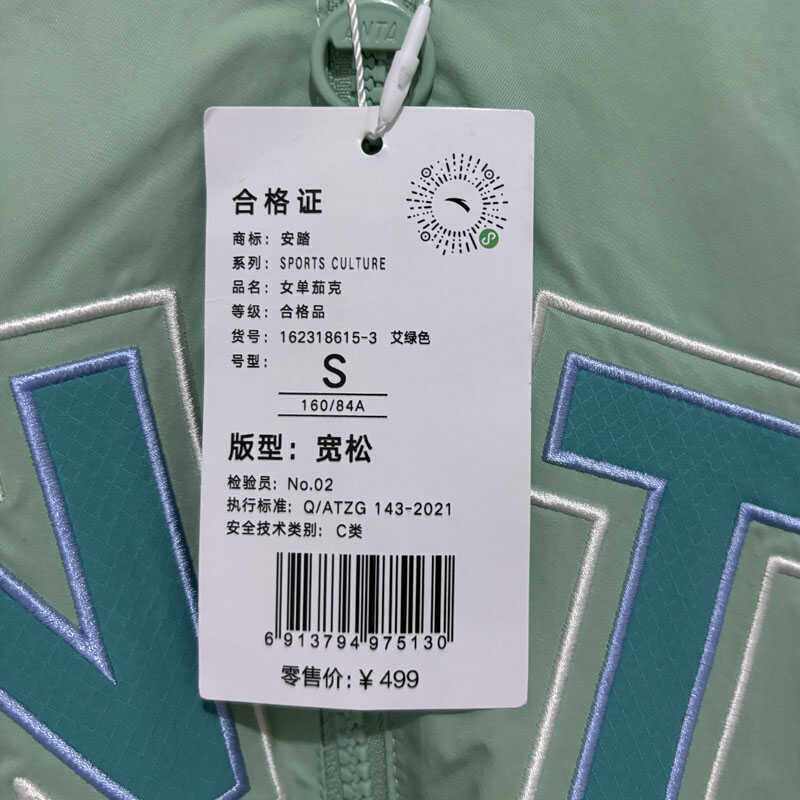 ANTA
合格证
商标：安踏
系列：SPORTS CULTURE
品名：女单茄克
等级：合格品
货号：162318615-3 艾绿色
号型：S
160/84A
版型：宽松
检验员：No.02
执行标准：Q/ATZG 143-2021
安全技术类别：C类
6 913794 975130
零售价：¥ 499
N T